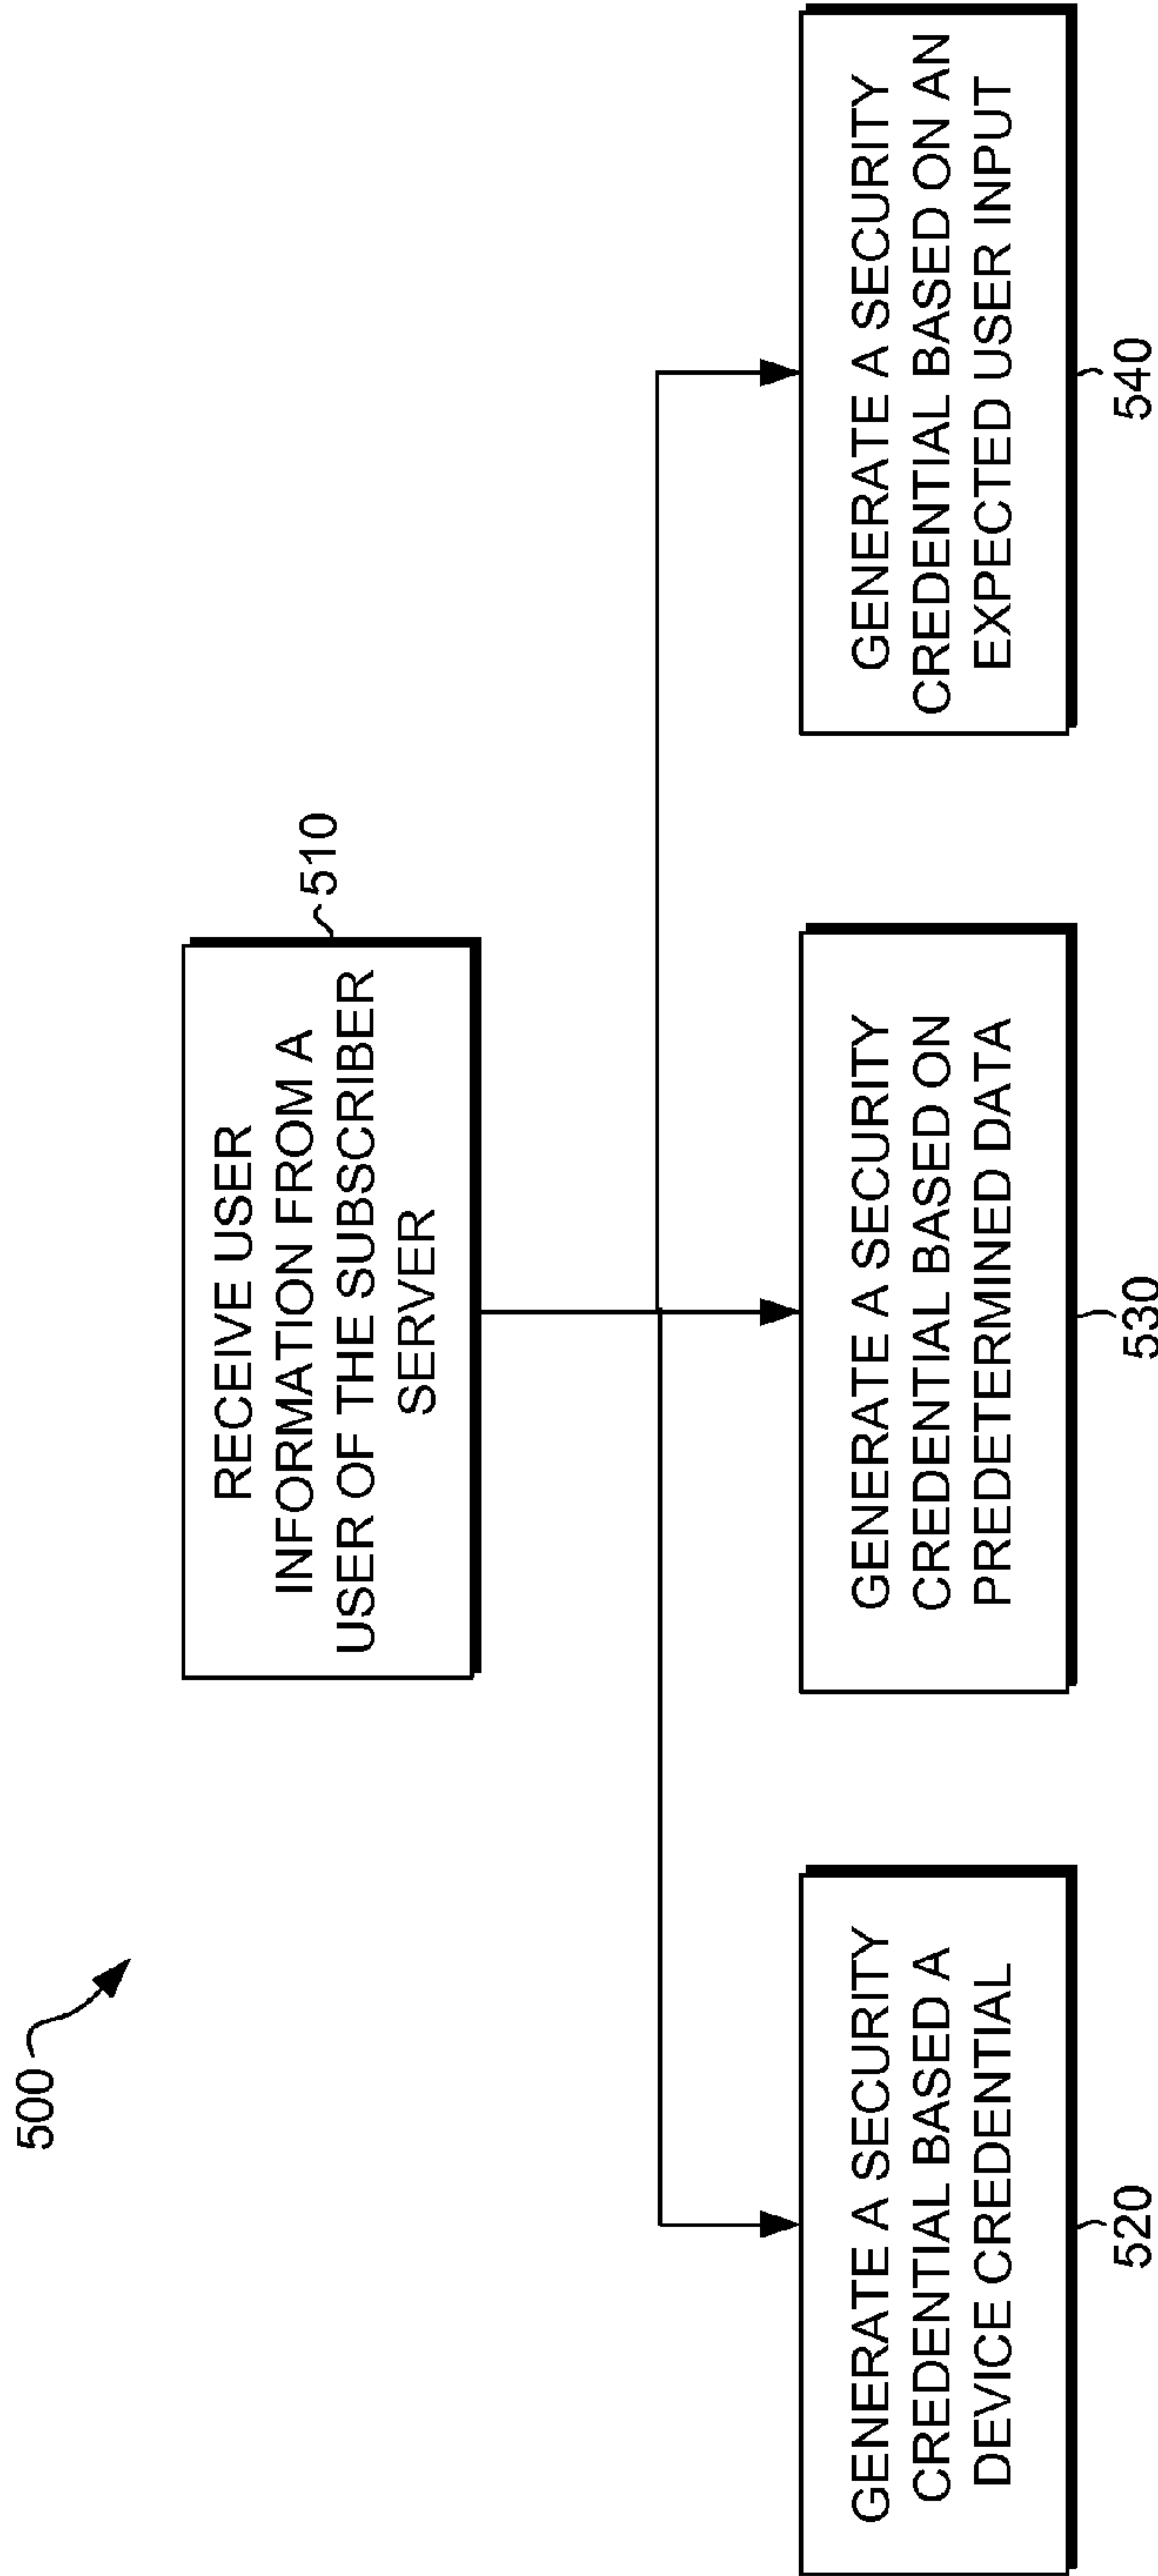 500
RECEIVE USER
INFORMATION FROM A
USER OF THE SUBSCRIBER
SERVER
510
GENERATE A SECURITY
CREDENTIAL BASED A
DEVICE CREDENTIAL
520
GENERATE A SECURITY
CREDENTIAL BASED ON
PREDETERMINED DATA
530
GENERATE A SECURITY
CREDENTIAL BASED ON AN
EXPECTED USER INPUT
540